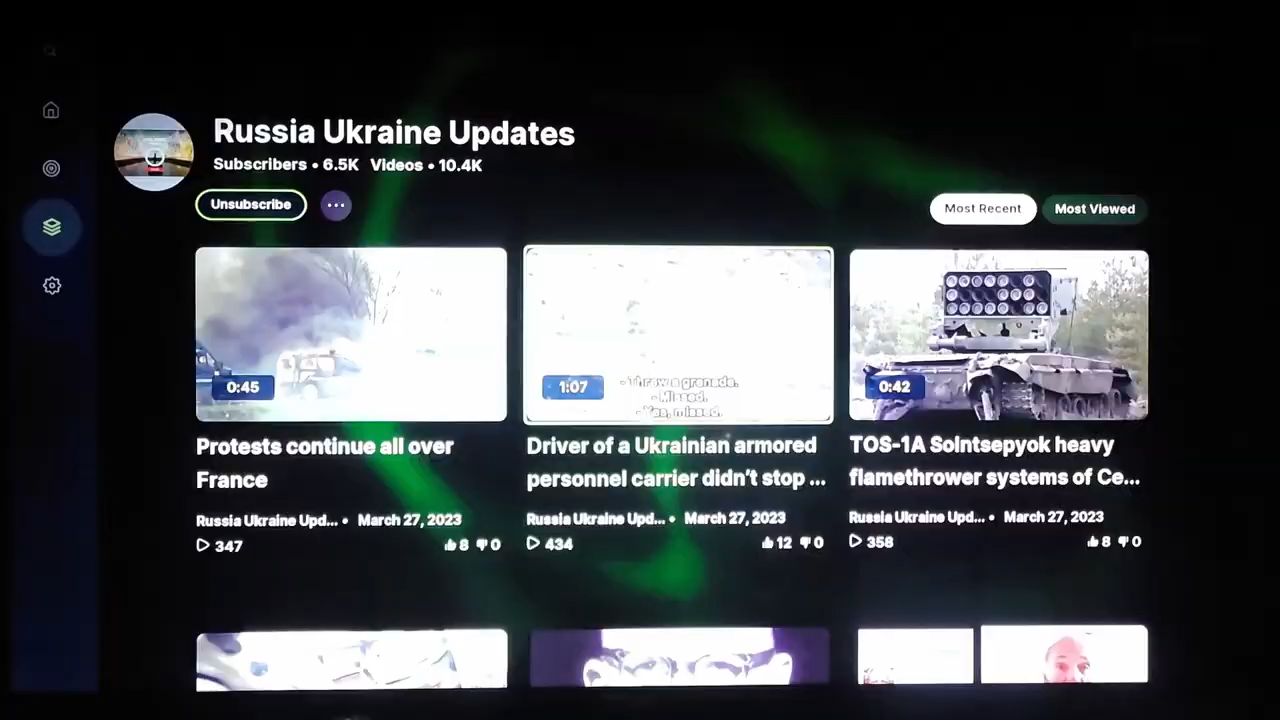 Russia Ukraine Updates
Subscribers • 6.5K Videos • 10.4K
Unsubscribe
Most Recent
Most Viewed
0:45
1:07
- Throw a grenade.
- Missed.
- Yes, missed.
0:42
Protests continue all over
France
Driver of a Ukrainian armored
personnel carrier didn't stop ...
TOS-1A Solntsepyok heavy
flamethrower systems of Ce...
Russia Ukraine Upd... • March 27, 2023
Russia Ukraine Upd... • March 27, 2023
Russia Ukraine Upd... • March 27, 2023
347
8 0
434
12 0
358
8 0